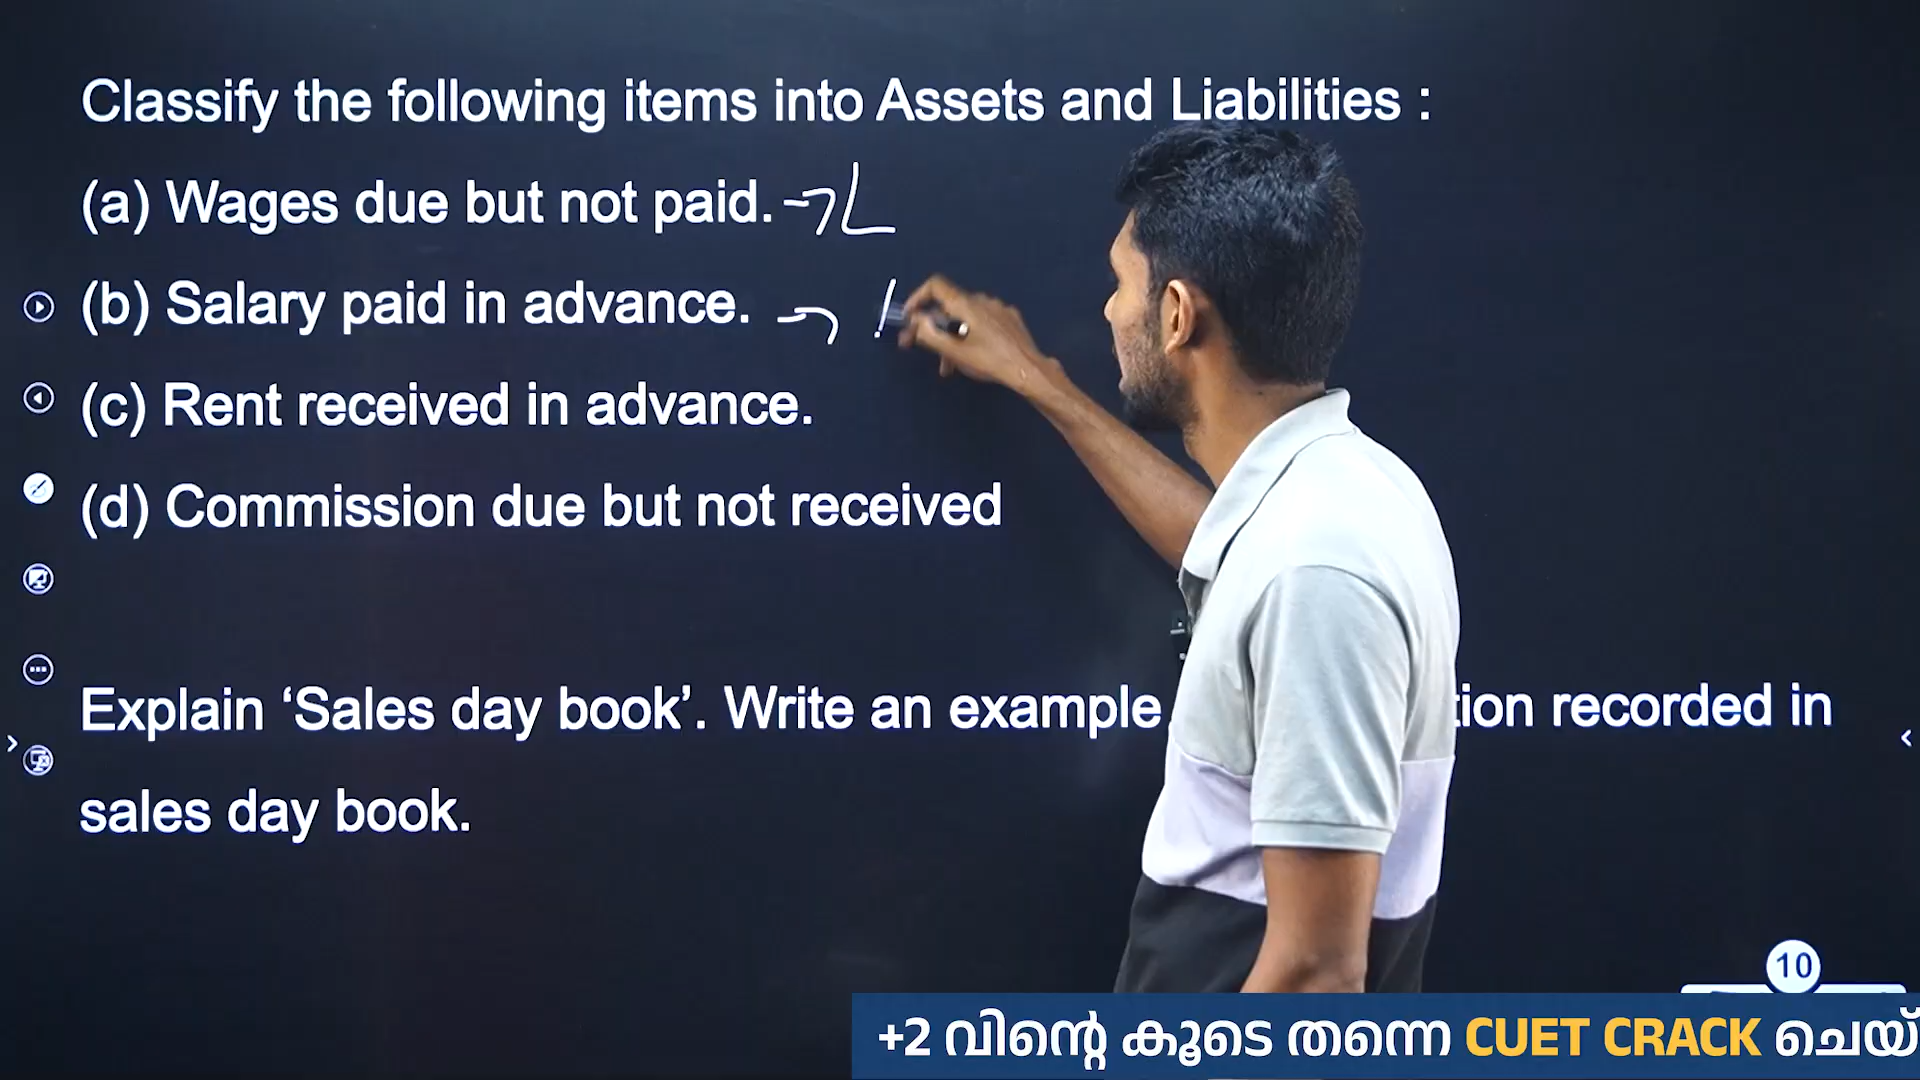 Classify the following items into Assets and Liabilities :
(a) Wages due but not paid. → L
(b) Salary paid in advance. →
(c) Rent received in advance.
(d) Commission due but not received
Explain ‘Sales day book’. Write an example tion recorded in
sales day book.
10
+2 വിന്റെ കൂടെ തന്നെ CUET CRACK ചെയ്